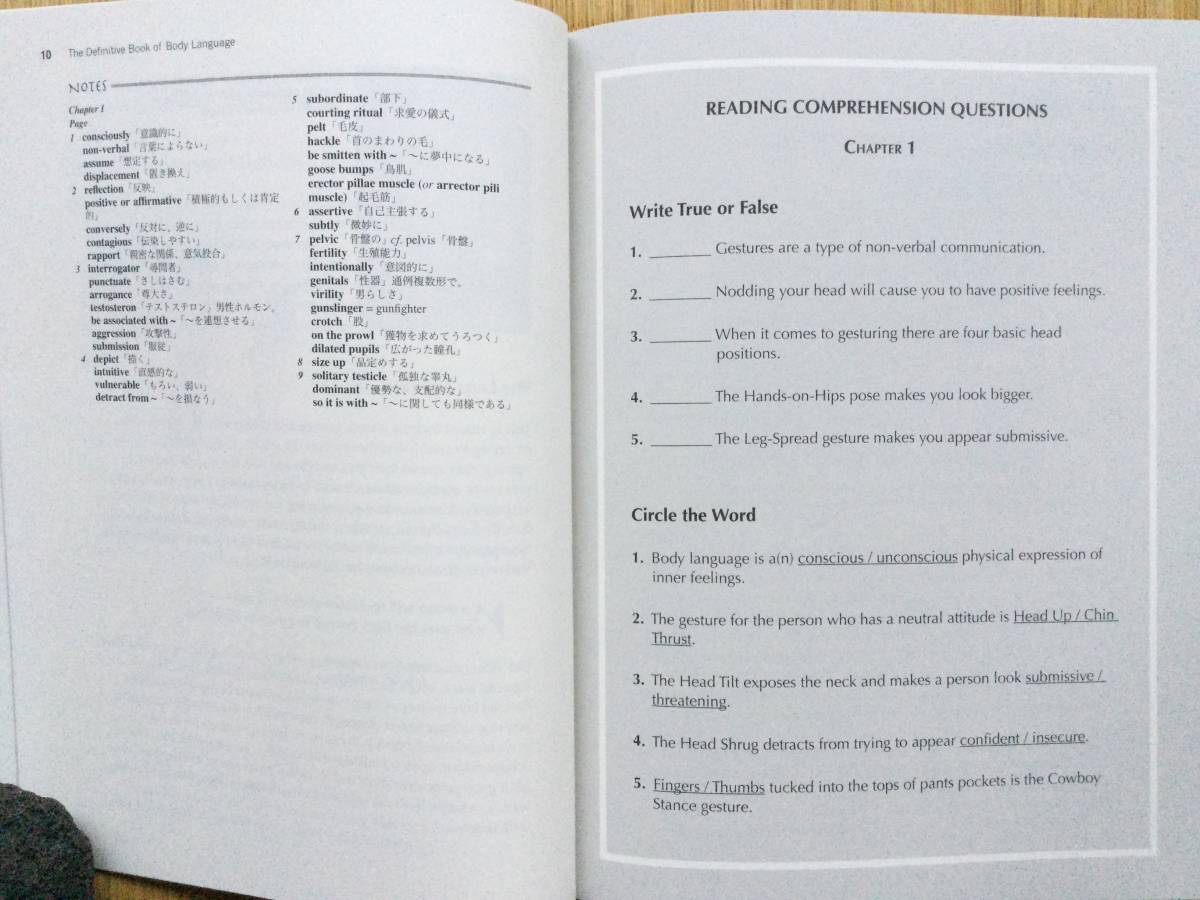 10 The Definitive Book of Body Language
NOTES
Chapter 1
Page
1 consciously「意識的に」
non-verbal「言葉によらない」
assume「想定する」
displacement「置き換え」
2 reflection「反映」
positive or affirmative「積極的もしくは肯定
的」
conversely「反対に、逆に」
contagious「伝染しやすい」
rapport「親密な関係、意気投合」
3 interrogator「尋問者」
punctuate「さしはさむ」
arrogance「尊大さ」
testosteron「テストステロン」男性ホルモン。
be associated with ~「～を連想させる」
aggression「攻撃性」
submission「服従」
4 depict「描く」
intuitive「直感的な」
vulnerable「もろい、弱い」
detract from ~「～を損なう」
5 subordinate「部下」
courting ritual「求愛の儀式」
pelt「毛皮」
hackle「首のまわりの毛」
be smitten with ~「～に夢中になる」
goose bumps「鳥肌」
erector pillae muscle (or arrector pili
muscle)「起毛筋」
6 assertive「自己主張する」
subtly「微妙に」
7 pelvic「骨盤の」cf. pelvis「骨盤」
fertility「生殖能力」
intentionally「意図的に」
genitals「性器」通例複数形で。
virility「男らしさ」
gunslinger = gunfighter
crotch「股」
on the prowl「獲物を求めてうろつく」
dilated pupils「広がった瞳孔」
8 size up「品定めする」
9 solitary testicle「孤独な睾丸」
dominant「優勢な、支配的な」
so it is with ~「～に関しても同様である」
READING COMPREHENSION QUESTIONS
CHAPTER 1
Write True or False
1. ______ Gestures are a type of non-verbal communication.
2. ______ Nodding your head will cause you to have positive feelings.
3. ______ When it comes to gesturing there are four basic head
positions.
4. ______ The Hands-on-Hips pose makes you look bigger.
5. ______ The Leg-Spread gesture makes you appear submissive.
Circle the Word
1. Body language is a(n) conscious / unconscious physical expression of
inner feelings.
2. The gesture for the person who has a neutral attitude is Head Up / Chin
Thrust.
3. The Head Tilt exposes the neck and makes a person look submissive /
threatening.
4. The Head Shrug detracts from trying to appear confident / insecure.
5. Fingers / Thumbs tucked into the tops of pants pockets is the Cowboy
Stance gesture.